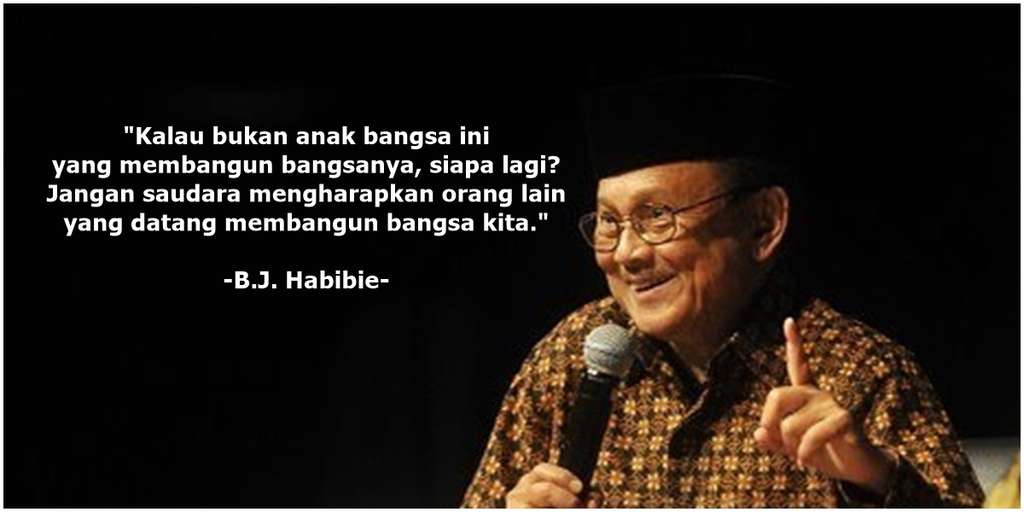 "Kalau bukan anak bangsa ini
yang membangun bangsanya, siapa lagi?
Jangan saudara mengharapkan orang lain
yang datang membangun bangsa kita."
-B.J. Habibie-